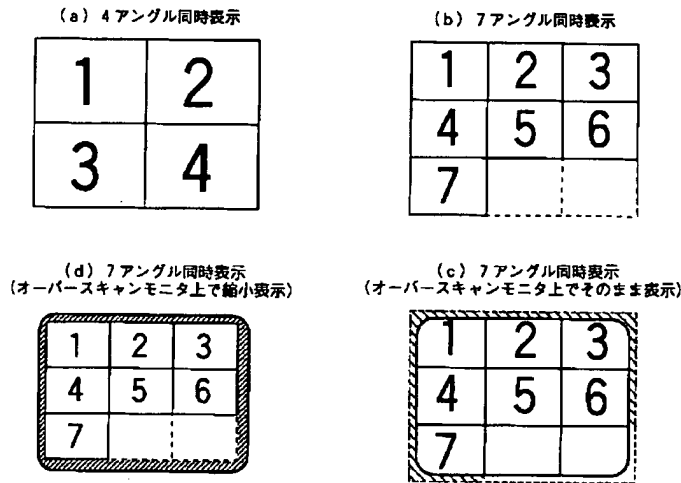 (a) 4アングル同時表示
1 2
3 4
(b) 7アングル同時表示
1 2 3
4 5 6
7
(d) 7アングル同時表示
(オーバースキャンモニタ上で縮小表示)
1 2 3
4 5 6
7
(c) 7アングル同時表示
(オーバースキャンモニタ上でそのまま表示)
1 2 3
4 5 6
7